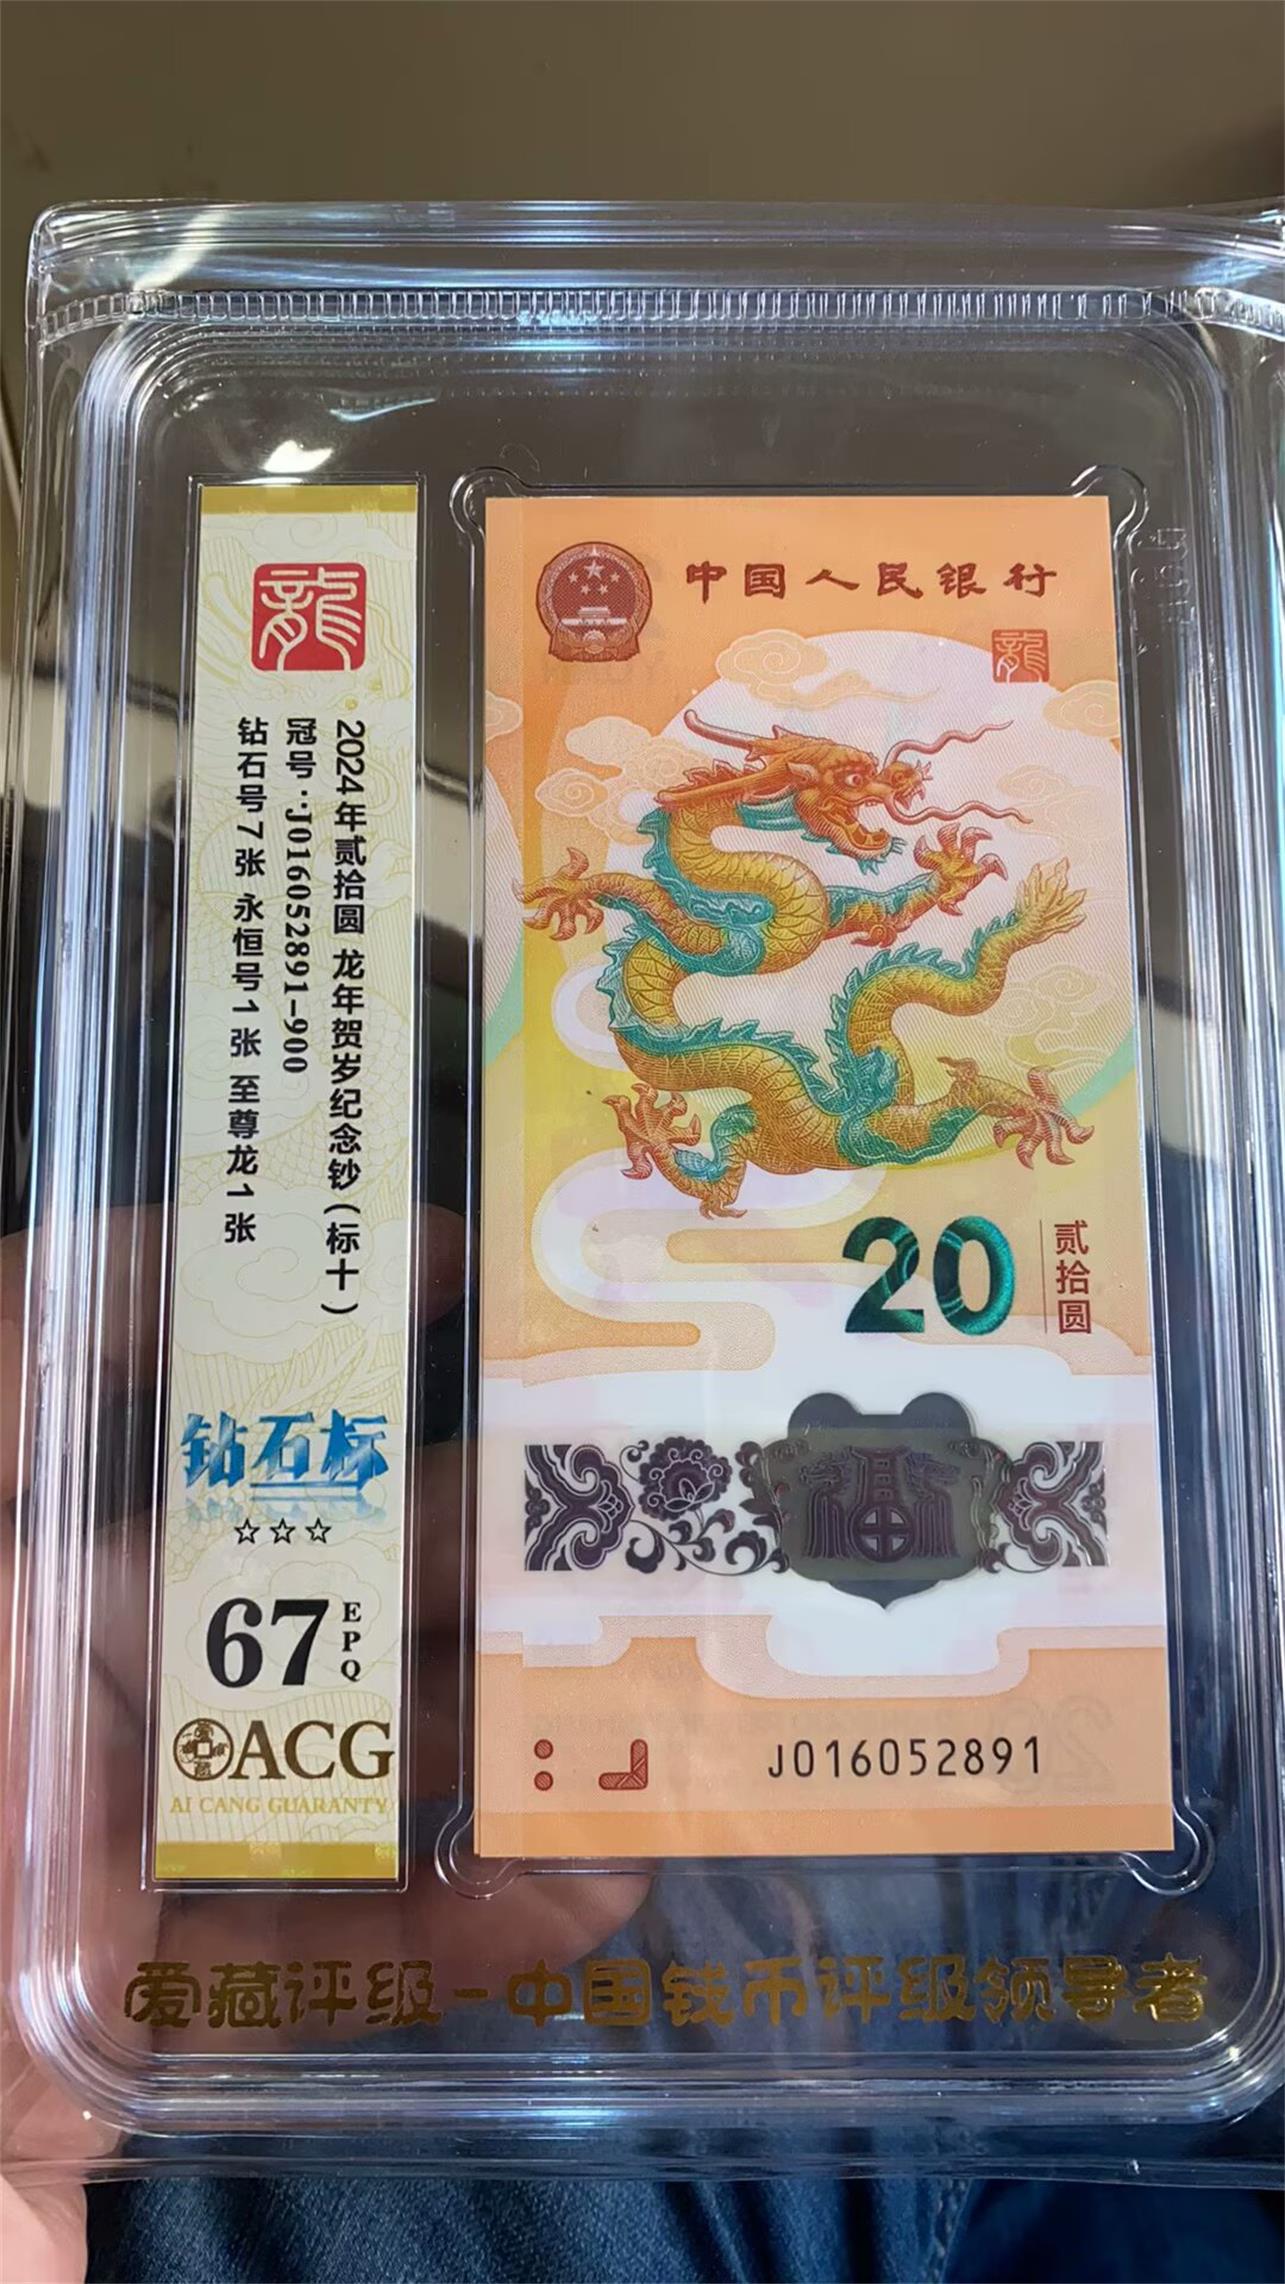 龍
2024年贰拾圆 龙年贺岁纪念钞(标十)
冠号:J016052891-900
钻石号7张 永恒号1张 至尊龙1张
钻石标
☆☆☆
67 EPQ
ACG
AI CANG GUARANTY
中国人民银行
龍
20 贰拾圆
福
J016052891
爱藏评级-中国钱币评级领导者